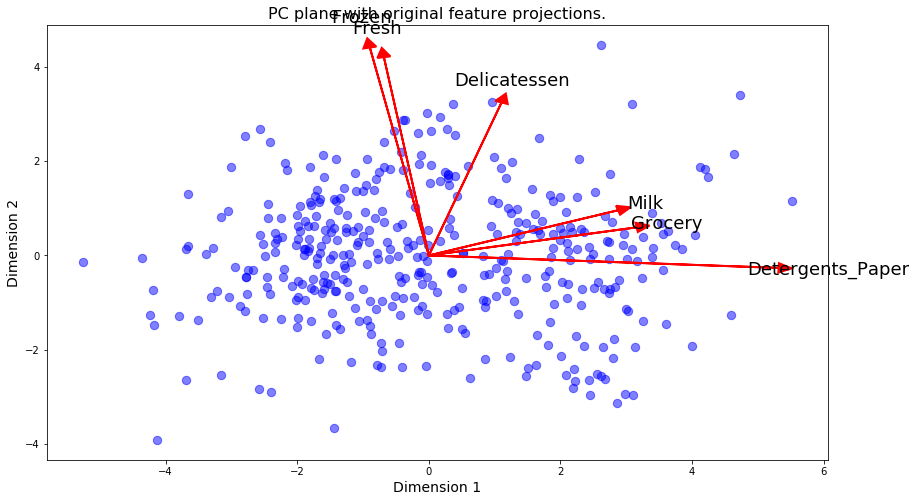 PC plane with original feature projections.
Frozen
Fresh
Delicatessen
Milk
Grocery
Detergents_Paper
Dimension 2
4
2
0
−2
−4
−4
−2
0
2
4
6
Dimension 1